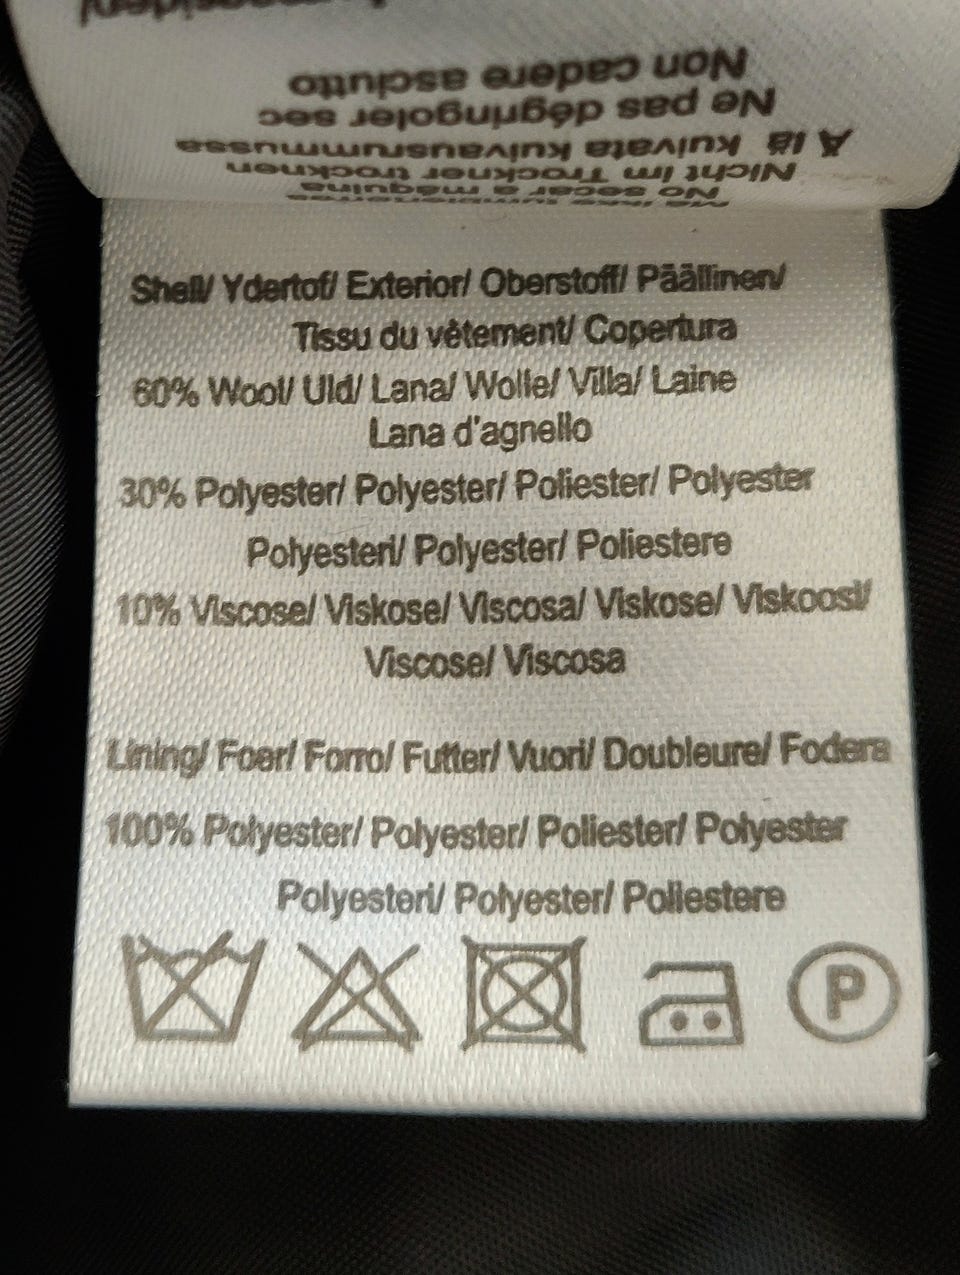 Non cadere asciutto
Ne pas dégringoler sec
Ä lä kuivata kuivausrummussa
Nicht im Trockner trocknen
No secar a máquina
Shell/ Ydertof/ Exterior/ Oberstoff/ Päällinen/
Tissu du vêtement/ Copertura
60% Wool/ Uld/ Lana/ Wolle/ Villa/ Laine
Lana d'agnello
30% Polyester/ Polyester/ Poliester/ Polyester
Polyesteri/ Polyester/ Poliestere
10% Viscose/ Viskose/ Viscosa/ Viskose/ Viskoosi/
Viscose/ Viscosa
Lining/ Foer/ Forro/ Futter/ Vuori/ Doubleure/ Fodera
100% Polyester/ Polyester/ Poliester/ Polyester
Polyesteri/ Polyester/ Poliestere
P